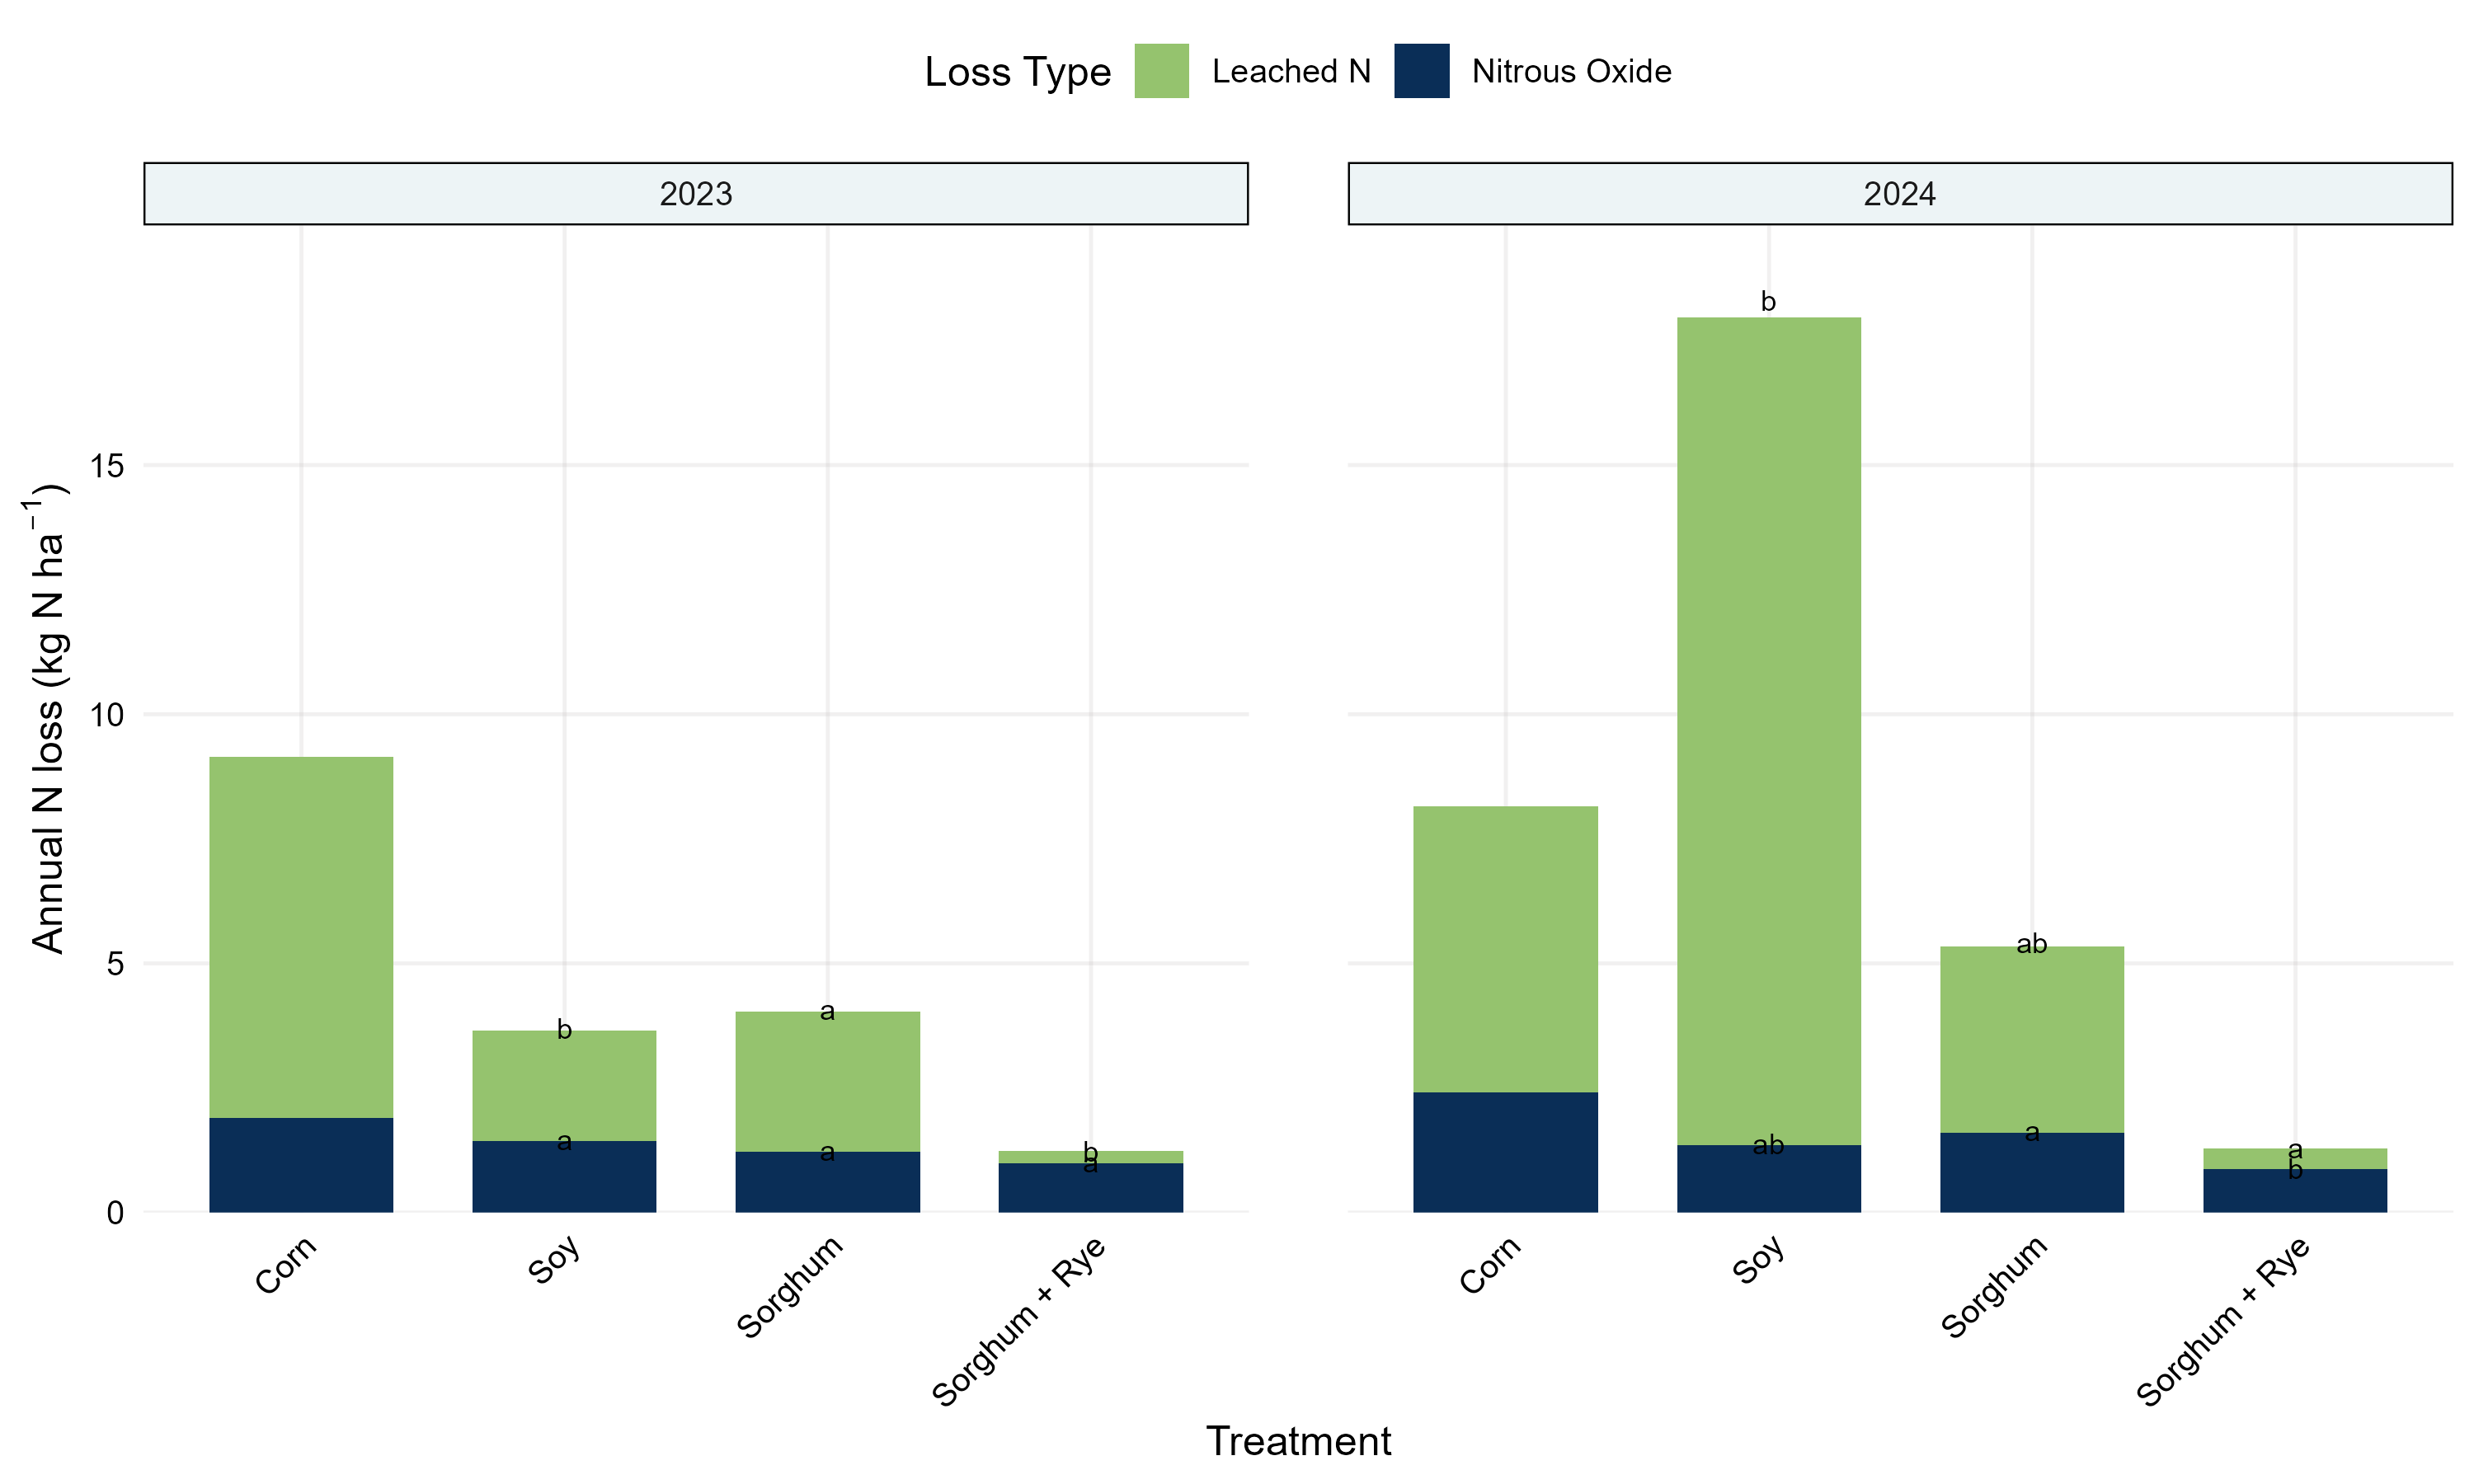 Loss Type Leached N Nitrous Oxide
2023 2024
Annual N loss (kg N ha⁻¹)
15
10
5
0
b
ab
a
b
a
a
b
a
ab
a
a
b
Corn Soy Sorghum Sorghum + Rye Corn Soy Sorghum Sorghum + Rye
Treatment